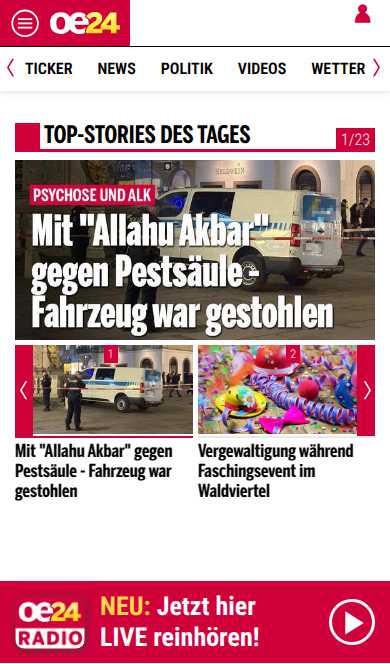 oe24
TICKER NEWS POLITIK VIDEOS WETTER
TOP-STORIES DES TAGES
1/23
PSYCHOSE UND ALK
Mit "Allahu Akbar"
gegen Pestsäule -
Fahrzeug war gestohlen
1
2
Mit "Allahu Akbar" gegen
Pestsäule - Fahrzeug war
gestohlen
Vergewaltigung während
Faschingsevent im
Waldviertel
oe24
RADIO
NEU: Jetzt hier
LIVE reinhören!